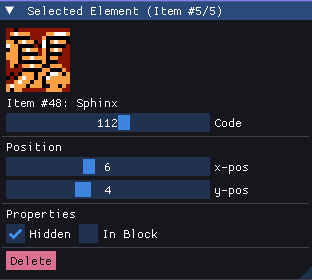 Selected Element (Item #5/5)
Item #48: Sphinx
112 Code
Position
6 x-pos
4 y-pos
Properties
Hidden In Block
Delete